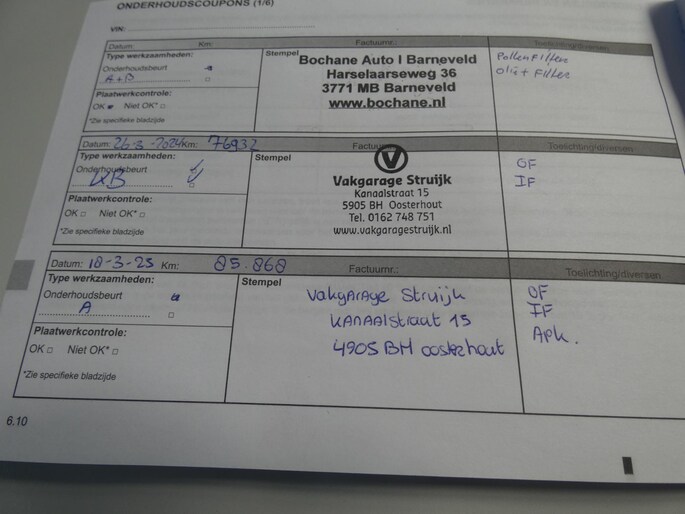 ONDERHOUDSCOUPONS (1/6)
VIN:
Datum: Km: Factuurnr.: Toelichting/diversen
Type werkzaamheden:
Onderhoudsbeurt
A+B
Plaatwerkcontrole:
OK Niet OK*
*Zie specifieke bladzijde
Stempel
Bochane Auto I Barneveld
Harselaarseweg 36
3771 MB Barneveld
www.bochane.nl
Pollenfilter
Olie + Filter
Datum: 26-3-2024 Km: 76932 Factuurnr.: Toelichting/diversen
Type werkzaamheden:
Onderhoudsbeurt
B
Plaatwerkcontrole:
OK Niet OK*
*Zie specifieke bladzijde
Stempel
V
Vakgarage Struijk
Kanaalstraat 15
5905 BH Oosterhout
Tel. 0162 748 751
www.vakgaragestruijk.nl
OF
IF
Datum: 18-3-25 Km: 85.868 Factuurnr.: Toelichting/diversen
Type werkzaamheden:
Onderhoudsbeurt
A
Plaatwerkcontrole:
OK Niet OK*
*Zie specifieke bladzijde
Stempel
Vakgarage Struijk
Kanaalstraat 15
4905 BH Oosterhout
OF
IF
Apk.
6.10